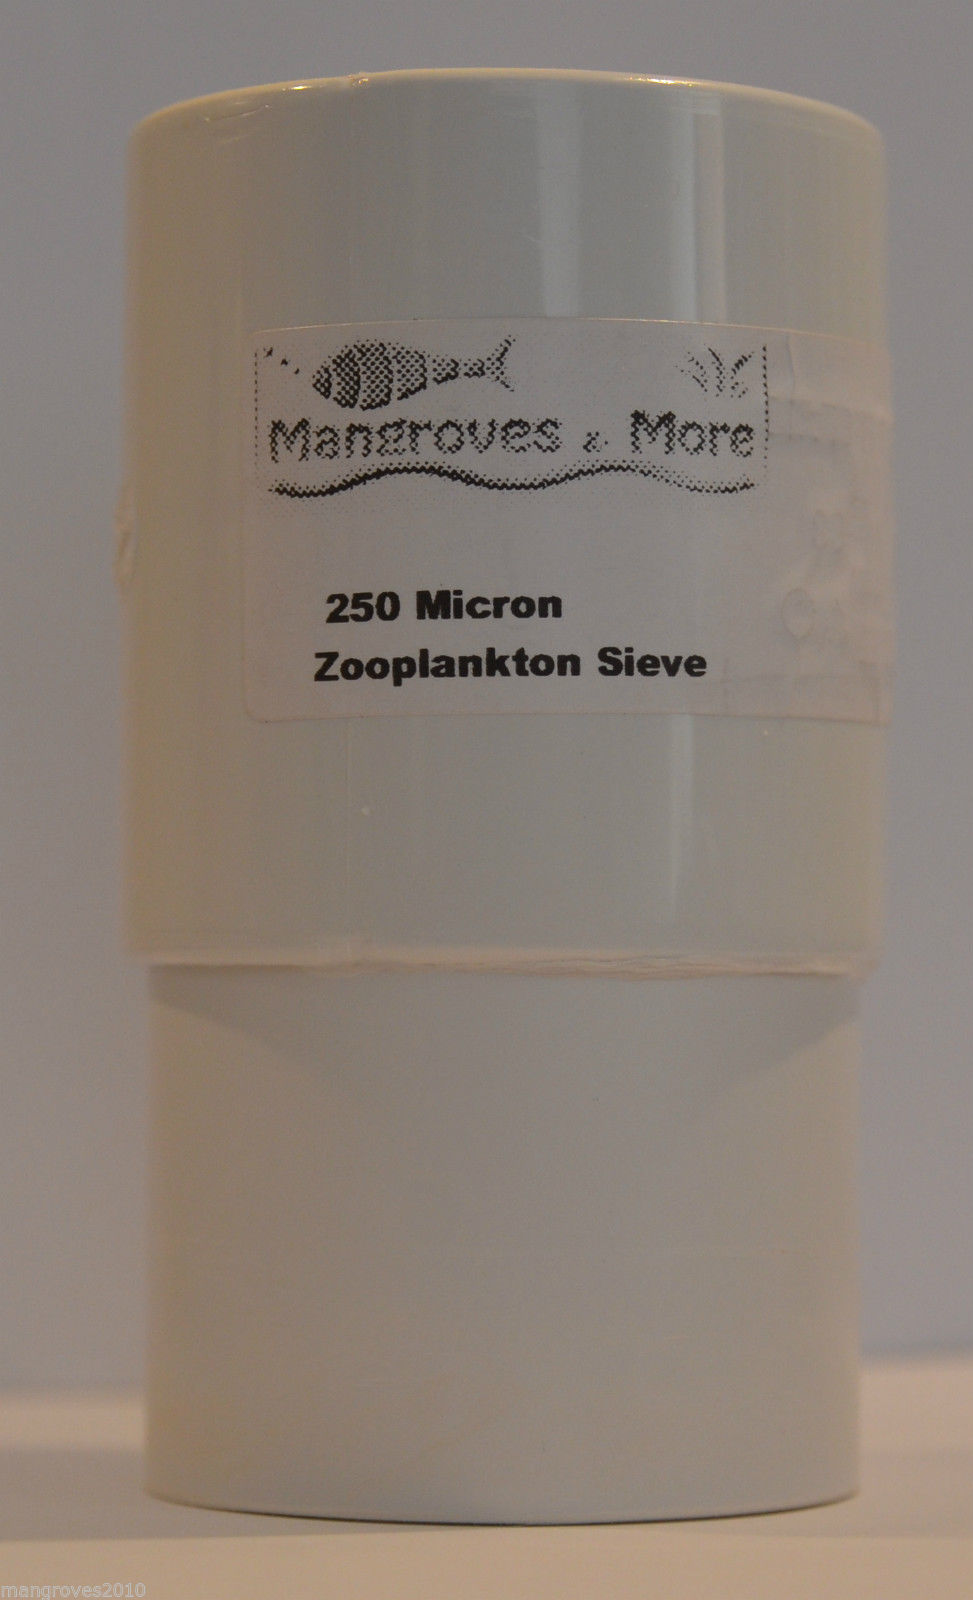 Mangroves & More
250 Micron
Zooplankton Sieve
mangroves2010